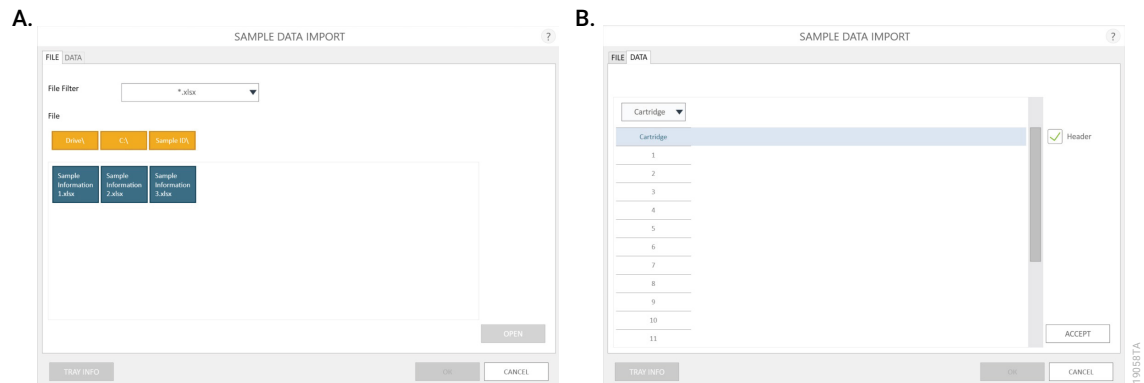 A.
SAMPLE DATA IMPORT
?
FILE DATA
File Filter
*.xlsx
File
Drive\ C:\ Sample ID\
Sample Information 1.xlsx
Sample Information 2.xlsx
Sample Information 3.xlsx
OPEN
TRAY INFO
OK
CANCEL
B.
SAMPLE DATA IMPORT
?
FILE DATA
Cartridge
Cartridge
Header
1
2
3
4
5
6
7
8
9
10
11
ACCEPT
TRAY INFO
OK
CANCEL
19058TA